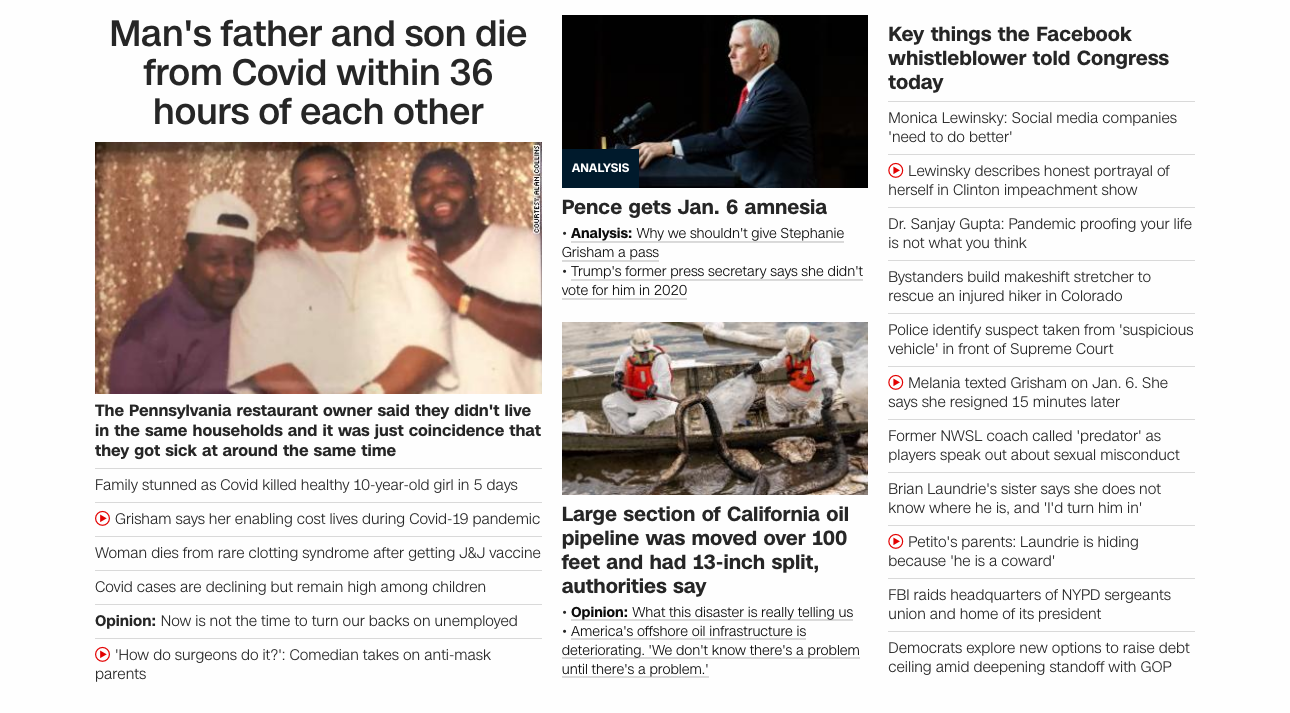 Man's father and son die
from Covid within 36
hours of each other
COURTESY ALAN COLLINS
The Pennsylvania restaurant owner said they didn't live
in the same households and it was just coincidence that
they got sick at around the same time
Family stunned as Covid killed healthy 10-year-old girl in 5 days
Grisham says her enabling cost lives during Covid-19 pandemic
Woman dies from rare clotting syndrome after getting J&J vaccine
Covid cases are declining but remain high among children
Opinion: Now is not the time to turn our backs on unemployed
'How do surgeons do it?': Comedian takes on anti-mask
parents
ANALYSIS
Pence gets Jan. 6 amnesia
• Analysis: Why we shouldn't give Stephanie
Grisham a pass
• Trump's former press secretary says she didn't
vote for him in 2020
Large section of California oil
pipeline was moved over 100
feet and had 13-inch split,
authorities say
• Opinion: What this disaster is really telling us
• America's offshore oil infrastructure is
deteriorating. 'We don't know there's a problem
until there's a problem.'
Key things the Facebook
whistleblower told Congress
today
Monica Lewinsky: Social media companies
'need to do better'
Lewinsky describes honest portrayal of
herself in Clinton impeachment show
Dr. Sanjay Gupta: Pandemic proofing your life
is not what you think
Bystanders build makeshift stretcher to
rescue an injured hiker in Colorado
Police identify suspect taken from 'suspicious
vehicle' in front of Supreme Court
Melania texted Grisham on Jan. 6. She
says she resigned 15 minutes later
Former NWSL coach called 'predator' as
players speak out about sexual misconduct
Brian Laundrie's sister says she does not
know where he is, and 'I'd turn him in'
Petito's parents: Laundrie is hiding
because 'he is a coward'
FBI raids headquarters of NYPD sergeants
union and home of its president
Democrats explore new options to raise debt
ceiling amid deepening standoff with GOP